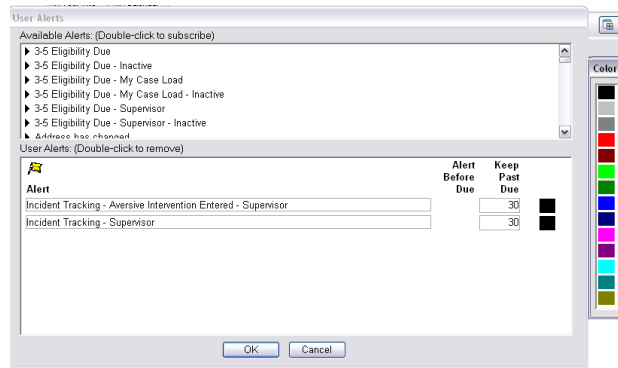 User Alerts
Available Alerts: (Double-click to subscribe)
3-5 Eligibility Due
3-5 Eligibility Due - Inactive
3-5 Eligibility Due - My Case Load
3-5 Eligibility Due - My Case Load - Inactive
3-5 Eligibility Due - Supervisor
3-5 Eligibility Due - Supervisor - Inactive
Address has changed
User Alerts: (Double-click to remove)
Alert Before Due
Keep Past Due
Alert
Incident Tracking - Aversive Intervention Entered - Supervisor 30
Incident Tracking - Supervisor 30
OK Cancel
Color